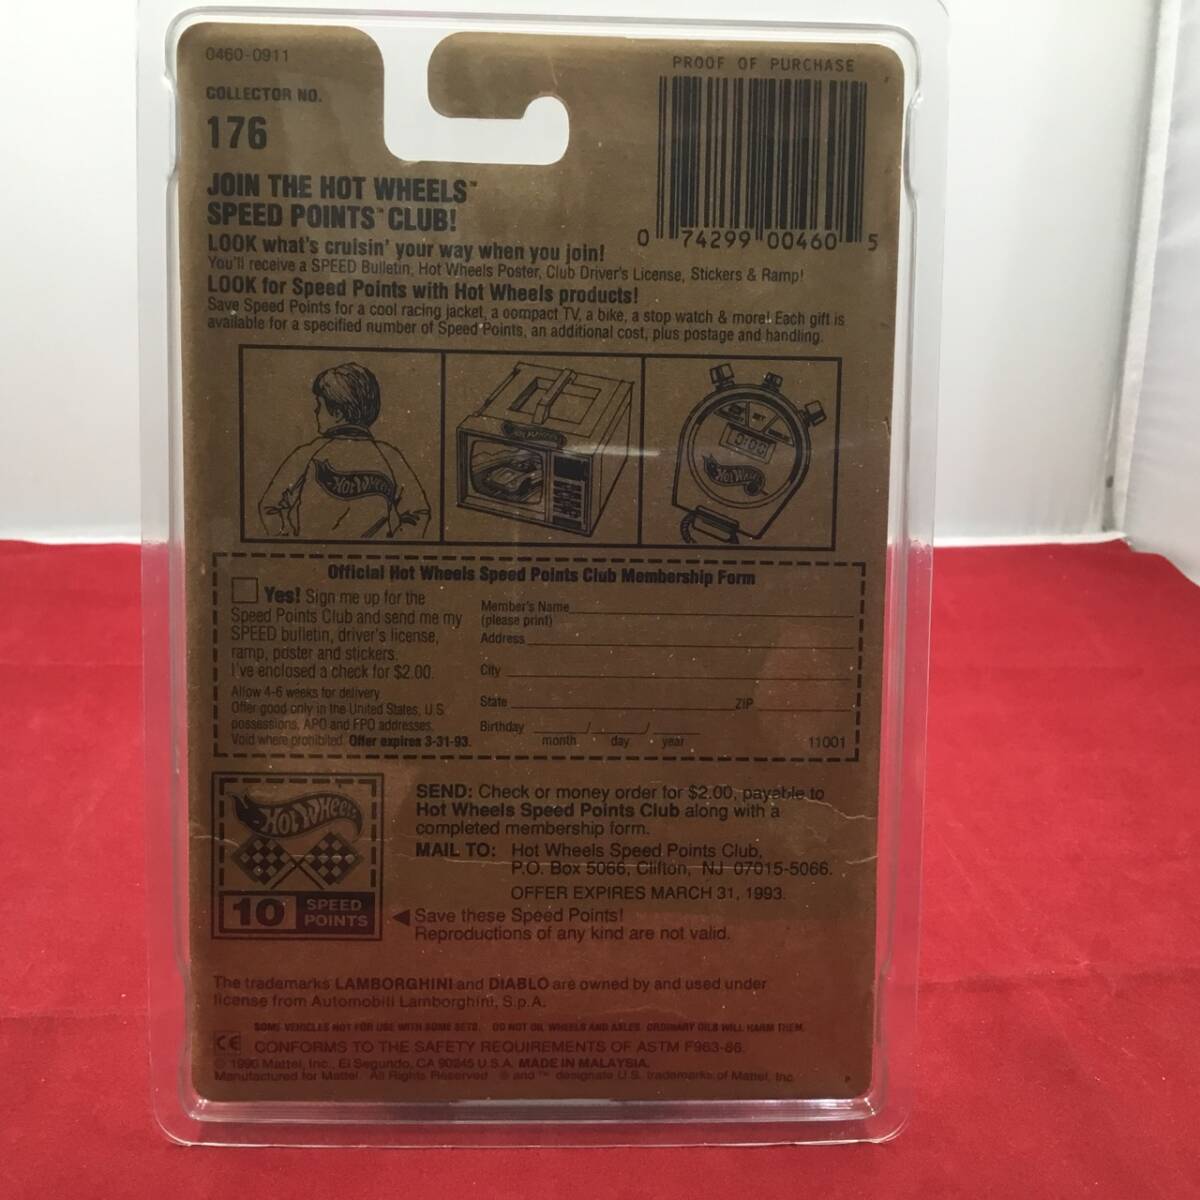 0460-0911
PROOF OF PURCHASE
COLLECTOR NO.
176
0 74299 00460 5
JOIN THE HOT WHEELS™
SPEED POINTS™ CLUB!
LOOK what's cruisin' your way when you join!
You'll receive a SPEED Bulletin, Hot Wheels Poster, Club Driver's License, Stickers & Ramp!
LOOK for Speed Points with Hot Wheels products!
Save Speed Points for a cool racing jacket, a compact TV, a bike, a stop watch & more! Each gift is
available for a specified number of Speed Points, an additional cost, plus postage and handling.
HOT WHEELS
HOT WHEELS
SET
0:00
HOT WHEELS
Official Hot Wheels Speed Points Club Membership Form
Yes! Sign me up for the
Speed Points Club and send me my
SPEED bulletin, driver's license,
ramp, poster and stickers.
I've enclosed a check for $2.00.
Allow 4-6 weeks for delivery
Offer good only in the United States, U.S.
possessions, APO and FPO addresses.
Void where prohibited. Offer expires 3-31-93.
Member's Name
(please print)
Address
City
State ZIP
Birthday / /
month day year
11001
HOT WHEELS
10 SPEED
POINTS
SEND: Check or money order for $2.00, payable to
Hot Wheels Speed Points Club along with a
completed membership form.
MAIL TO: Hot Wheels Speed Points Club,
P.O. Box 5066, Clifton, NJ 07015-5066.
OFFER EXPIRES MARCH 31, 1993.
Save these Speed Points!
Reproductions of any kind are not valid.
The trademarks LAMBORGHINI and DIABLO are owned by and used under
license from Automobili Lamborghini, S.p.A.
SOME VEHICLES NOT FOR USE WITH SOME SETS. DO NOT OIL WHEELS AND AXLES. ORDINARY OILS WILL HARM THEM.
CE CONFORMS TO THE SAFETY REQUIREMENTS OF ASTM F963-86.
© 1990 Mattel, Inc., El Segundo, CA 90245 U.S.A. MADE IN MALAYSIA.
Manufactured for Mattel. All Rights Reserved. ® and ™ designate U.S. trademarks of Mattel, Inc.
P